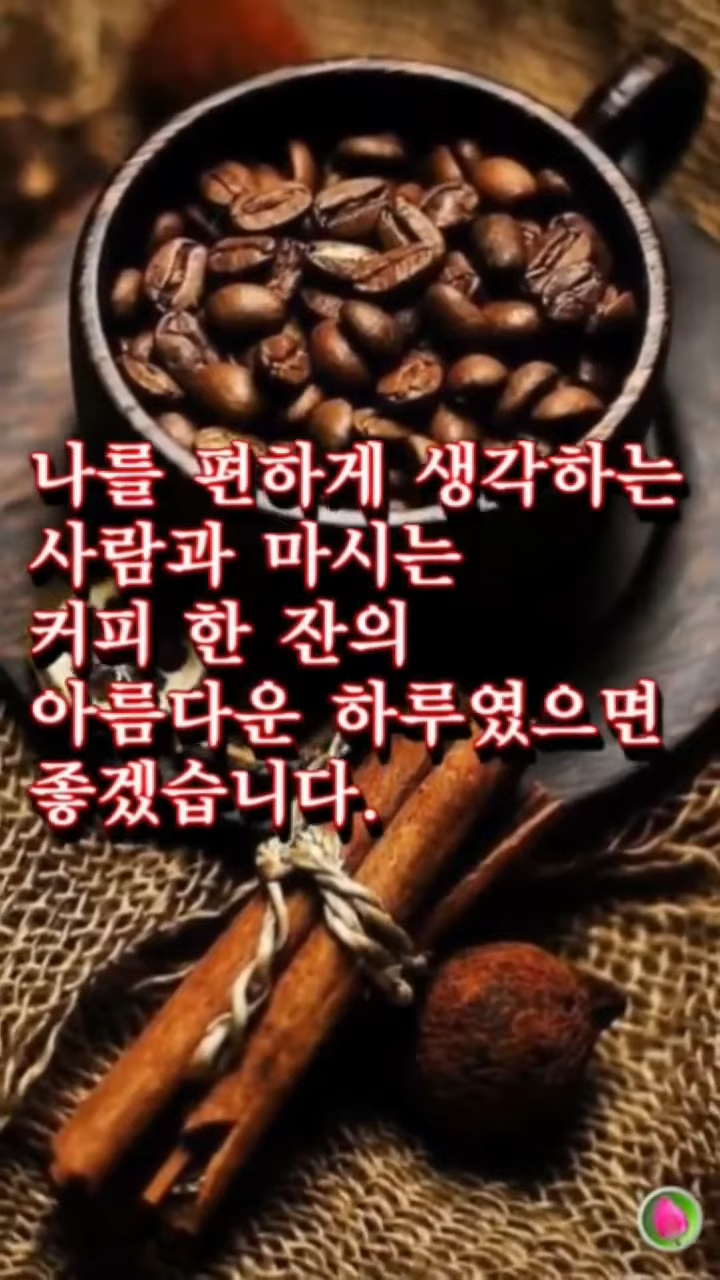 나를 편하게 생각하는
사람과 마시는
커피 한 잔의
아름다운 하루였으면
좋겠습니다.